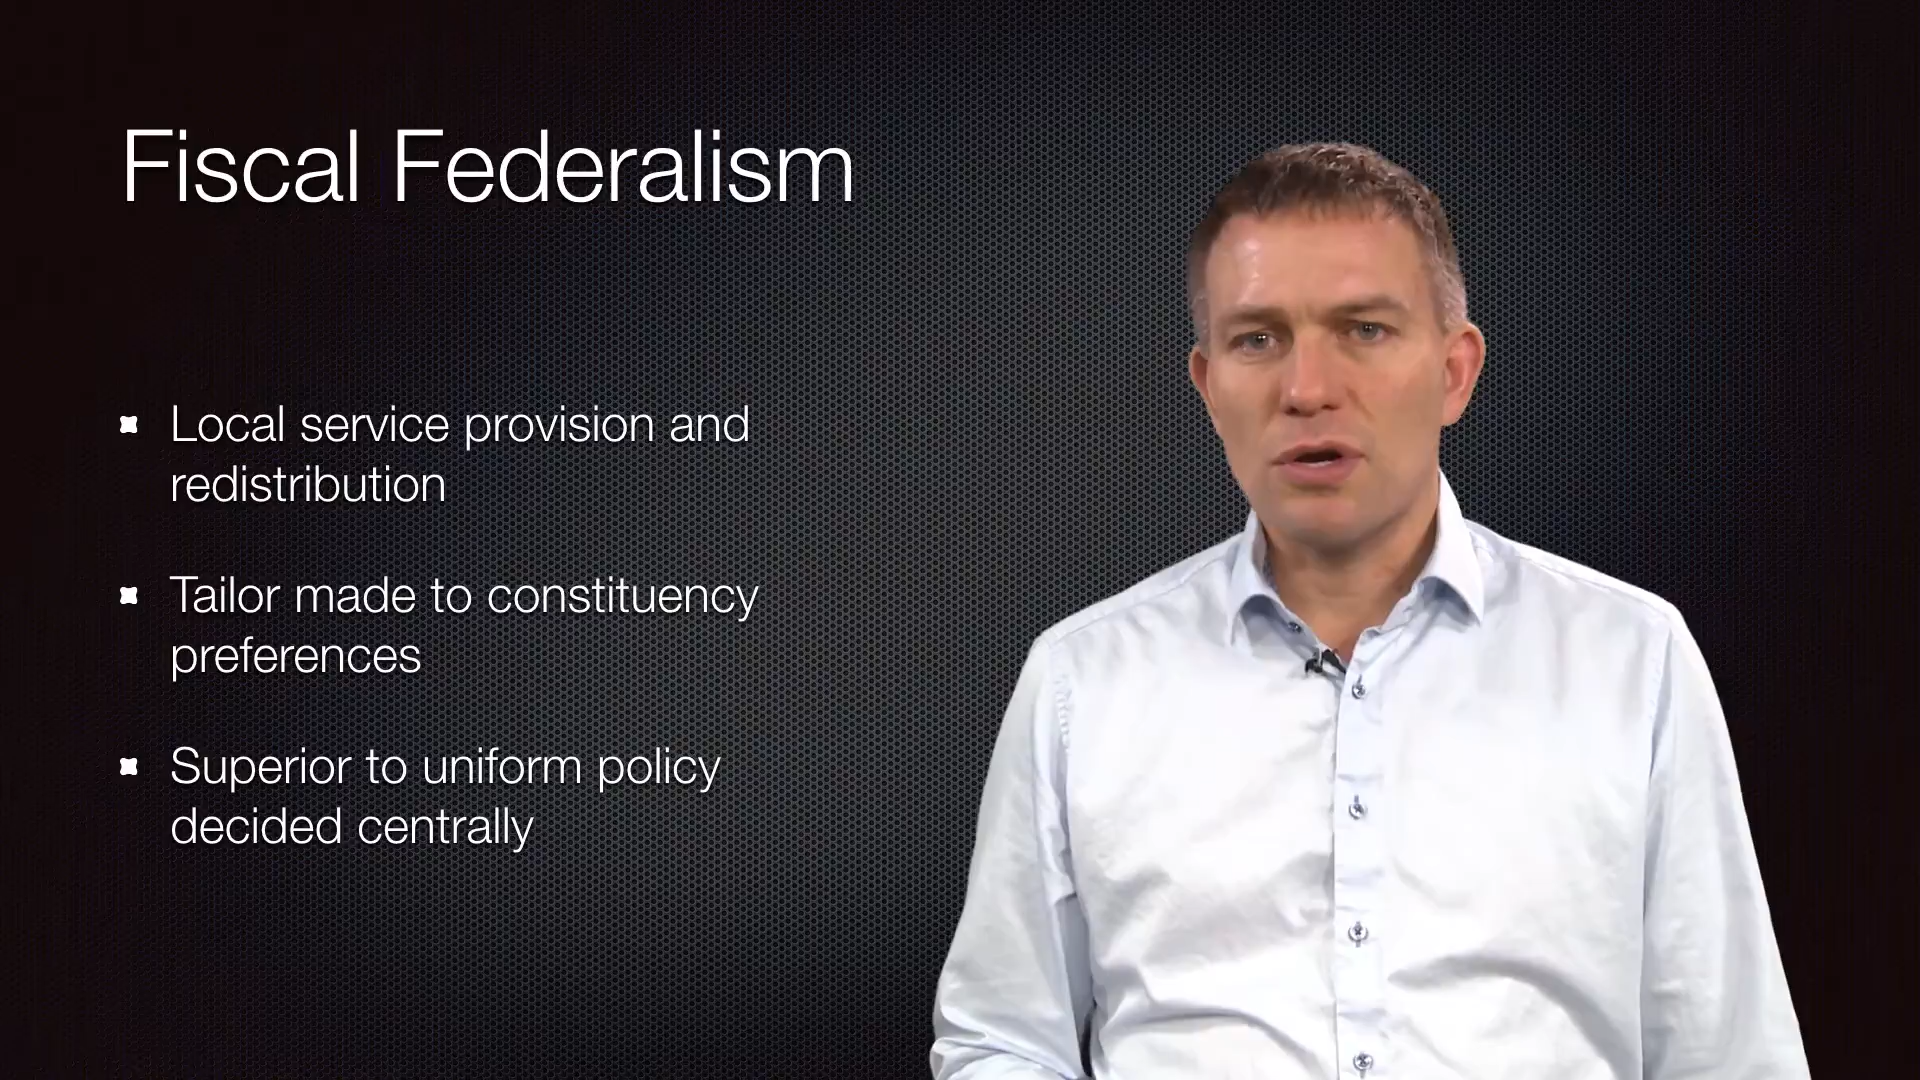 Fiscal Federalism
Local service provision and
redistribution
Tailor made to constituency
preferences
Superior to uniform policy
decided centrally